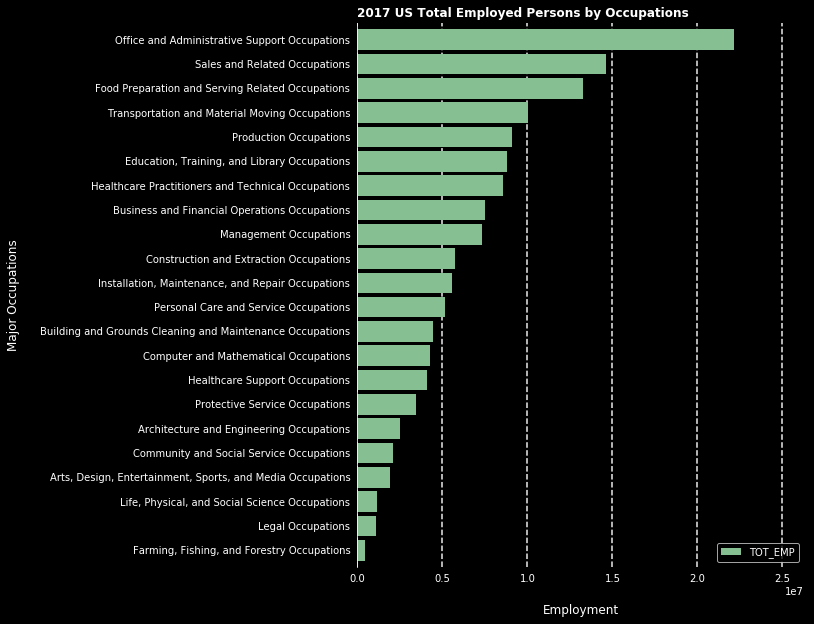 2017 US Total Employed Persons by Occupations
Office and Administrative Support Occupations
Sales and Related Occupations
Food Preparation and Serving Related Occupations
Transportation and Material Moving Occupations
Production Occupations
Education, Training, and Library Occupations
Healthcare Practitioners and Technical Occupations
Business and Financial Operations Occupations
Management Occupations
Construction and Extraction Occupations
Installation, Maintenance, and Repair Occupations
Personal Care and Service Occupations
Building and Grounds Cleaning and Maintenance Occupations
Computer and Mathematical Occupations
Healthcare Support Occupations
Protective Service Occupations
Architecture and Engineering Occupations
Community and Social Service Occupations
Arts, Design, Entertainment, Sports, and Media Occupations
Life, Physical, and Social Science Occupations
Legal Occupations
Farming, Fishing, and Forestry Occupations
Major Occupations
TOT_EMP
0.0 0.5 1.0 1.5 2.0 2.5
1e7
Employment